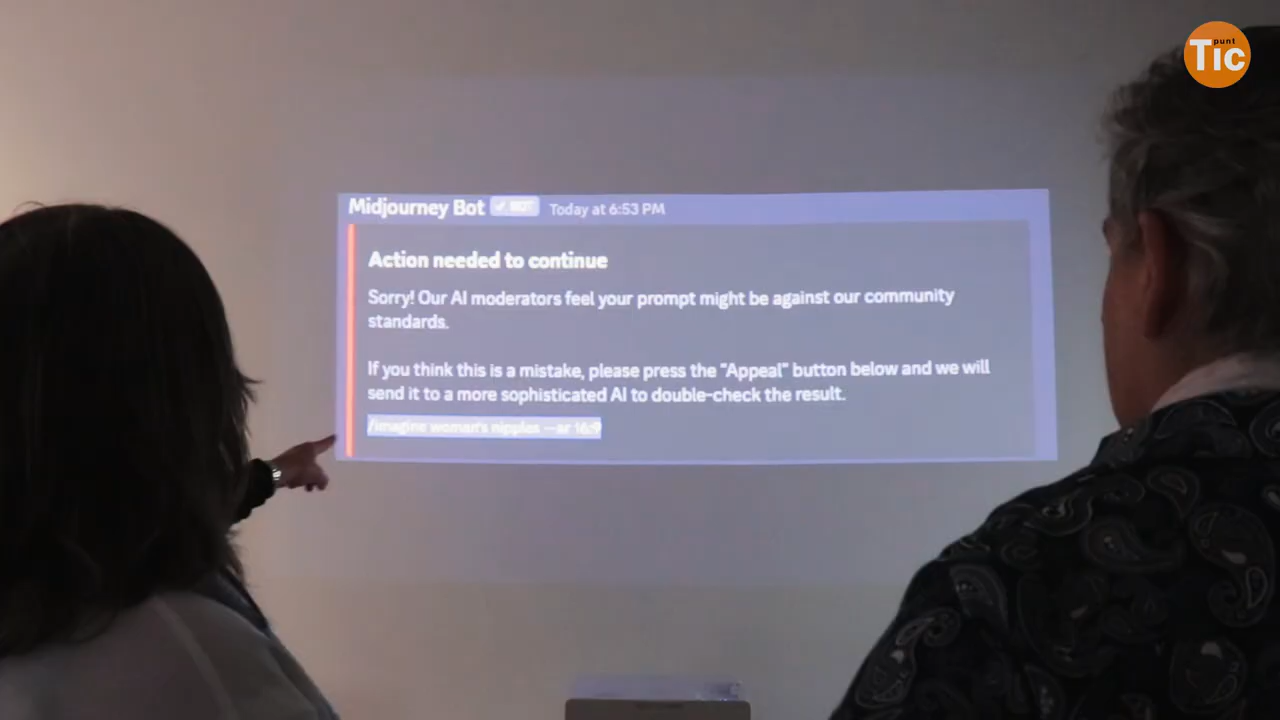 punt
Tic
Midjourney Bot ✓ BOT Today at 6:53 PM
Action needed to continue
Sorry! Our AI moderators feel your prompt might be against our community
standards.
If you think this is a mistake, please press the "Appeal" button below and we will
send it to a more sophisticated AI to double-check the result.
/imagine woman's nipples --ar 16:9